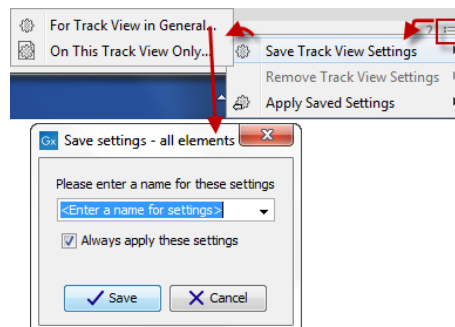 For Track View in General...
On This Track View Only...
?
Save Track View Settings
Remove Track View Settings
Apply Saved Settings
Gx Save settings - all elements
Please enter a name for these settings
<Enter a name for settings>
Always apply these settings
Save
Cancel